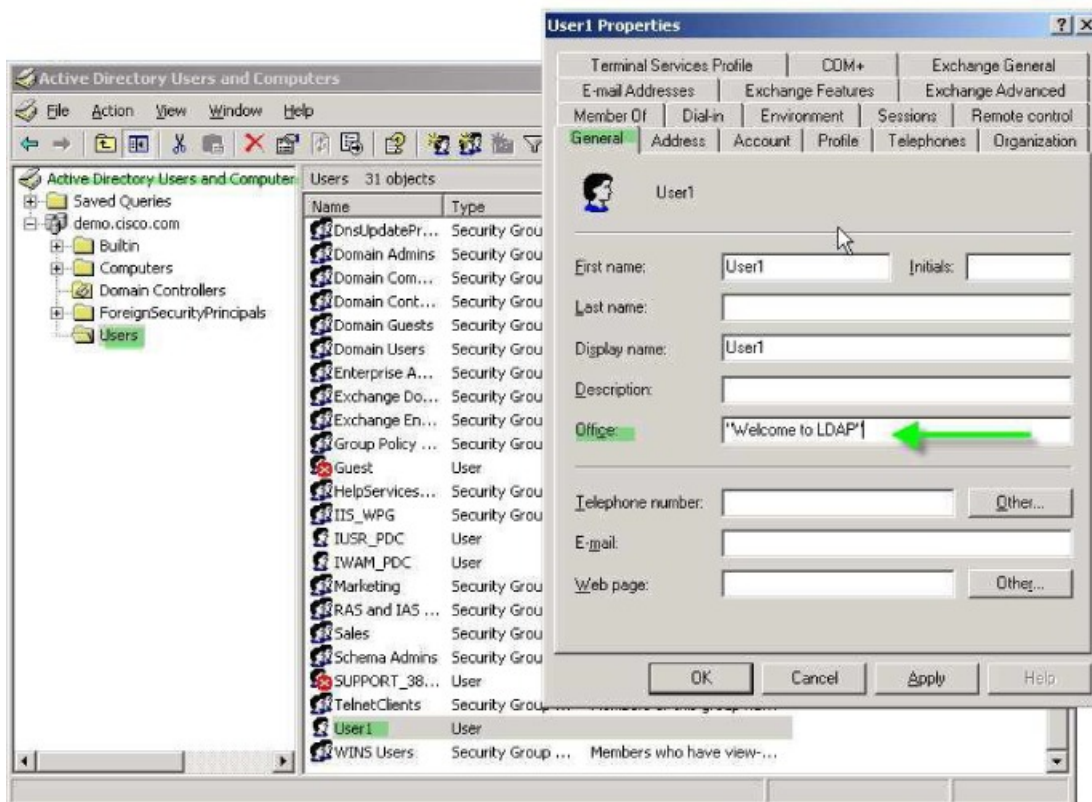 Active Directory Users and Computers
File Action View Window Help
Active Directory Users and Computer
Saved Queries
demo.cisco.com
Builtin
Computers
Domain Controllers
ForeignSecurityPrincipals
Users
Users 31 objects
Name Type
DnsUpdatePr... Security Grou
Domain Admins Security Grou
Domain Com... Security Grou
Domain Cont... Security Grou
Domain Guests Security Grou
Domain Users Security Grou
Enterprise A... Security Grou
Exchange Do... Security Grou
Exchange En... Security Grou
Group Policy ... Security Grou
Guest User
HelpServices... Security Grou
IIS_WPG Security Grou
IUSR_PDC User
IWAM_PDC User
Marketing Security Grou
RAS and IAS ... Security Grou
Sales Security Grou
Schema Admins Security Grou
SUPPORT_38... User
TelnetClients Security Group ... Members of this group ha...
User1 User
WINS Users Security Group ... Members who have view-...
User1 Properties
Terminal Services Profile COM+ Exchange General
E-mail Addresses Exchange Features Exchange Advanced
Member Of Dial-in Environment Sessions Remote control
General Address Account Profile Telephones Organization
User1
First name: User1 Initials:
Last name:
Display name: User1
Description:
Office: "Welcome to LDAP"
Telephone number: Other...
E-mail:
Web page: Other...
OK Cancel Apply Help